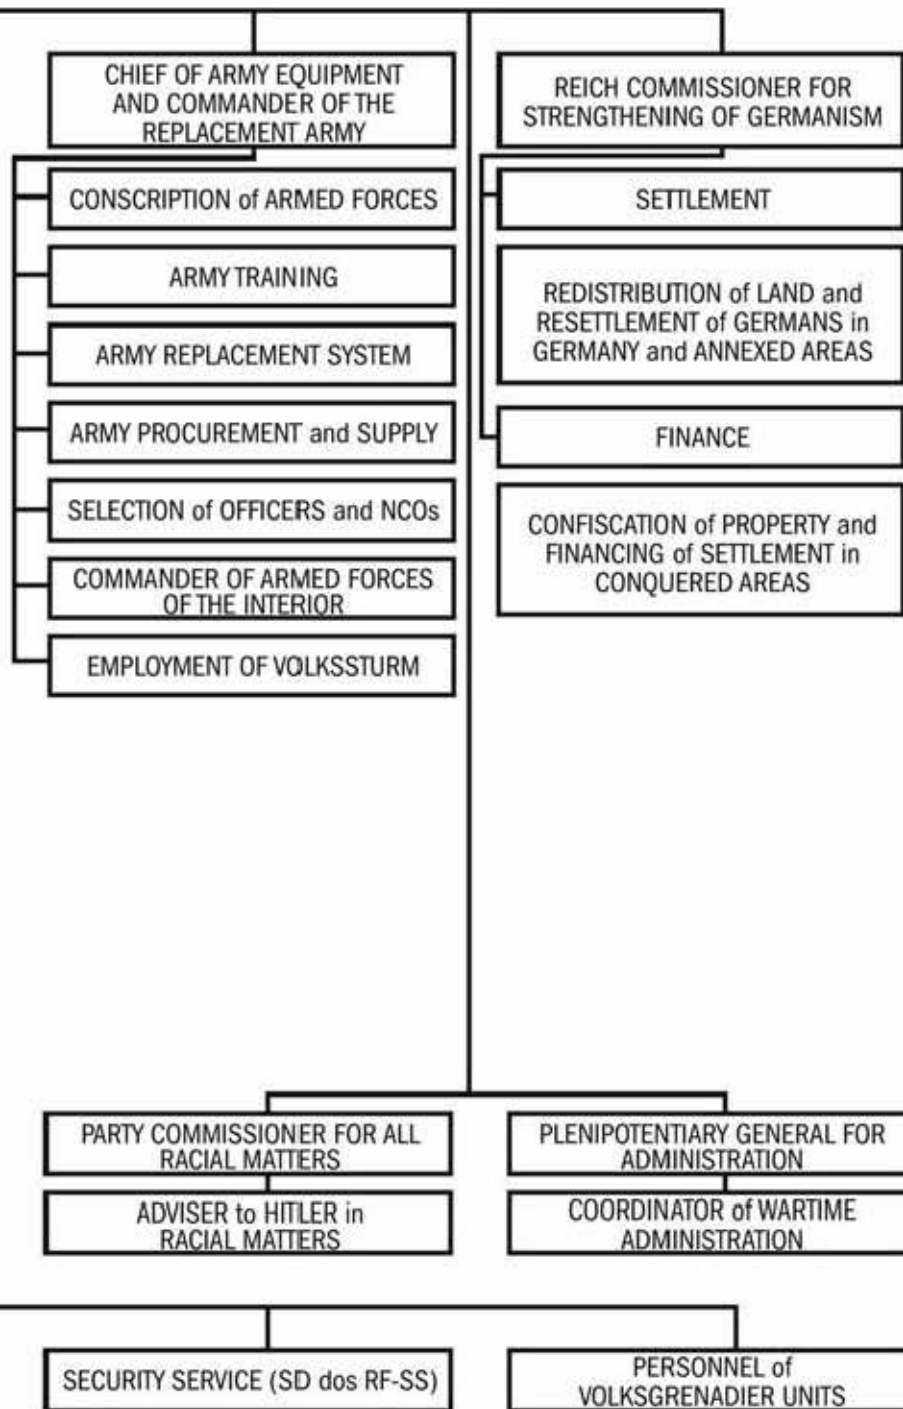 CHIEF OF ARMY EQUIPMENT
AND COMMANDER OF THE
REPLACEMENT ARMY
CONSCRIPTION of ARMED FORCES
ARMY TRAINING
ARMY REPLACEMENT SYSTEM
ARMY PROCUREMENT and SUPPLY
SELECTION of OFFICERS and NCOs
COMMANDER OF ARMED FORCES
OF THE INTERIOR
EMPLOYMENT OF VOLKSSTURM
REICH COMMISSIONER FOR
STRENGTHENING OF GERMANISM
SETTLEMENT
REDISTRIBUTION of LAND and
RESETTLEMENT of GERMANS in
GERMANY and ANNEXED AREAS
FINANCE
CONFISCATION of PROPERTY and
FINANCING of SETTLEMENT in
CONQUERED AREAS
PARTY COMMISSIONER FOR ALL
RACIAL MATTERS
ADVISER to HITLER in
RACIAL MATTERS
PLENIPOTENTIARY GENERAL FOR
ADMINISTRATION
COORDINATOR of WARTIME
ADMINISTRATION
SECURITY SERVICE (SD dos RF-SS)
PERSONNEL of
VOLKSGRENADIER UNITS